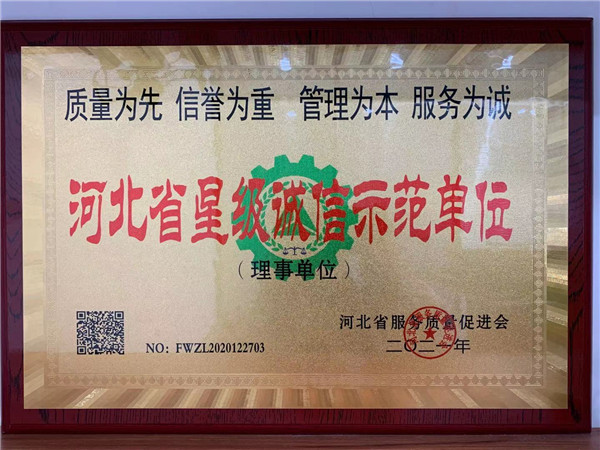 质量为先 信誉为重 管理为本 服务为诚
河北省星级诚信示范单位
（理事单位）
河北省服务质量促进会
NO: FWZL2020122703
二〇二一年